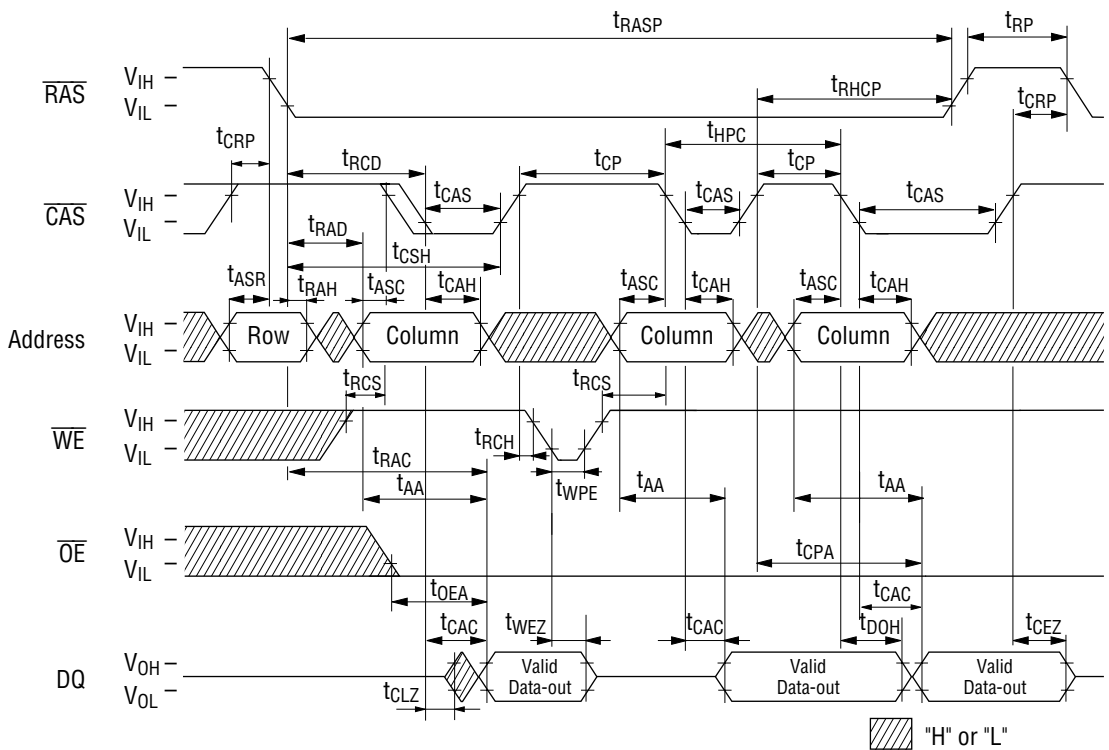 tRASP
tRP
RAS
VIH
VIL
tRHCP
tCRP
tHPC
tCRP
tRCD
tCP
tCP
CAS
VIH
VIL
tCAS
tCAS
tCAS
tRAD
tCSH
tASR
tRAH
tASC
tCAH
tASC
tCAH
tASC
tCAH
Address
VIH
VIL
Row
Column
Column
Column
tRCS
tRCS
WE
VIH
VIL
tRCH
tRAC
tWPE
tAA
tAA
tAA
OE
VIH
VIL
tCPA
tOEA
tCAC
tCAC
tWEZ
tCAC
tDOH
tCEZ
DQ
VOH
VOL
Valid
Data-out
Valid
Data-out
Valid
Data-out
tCLZ
"H" or "L"